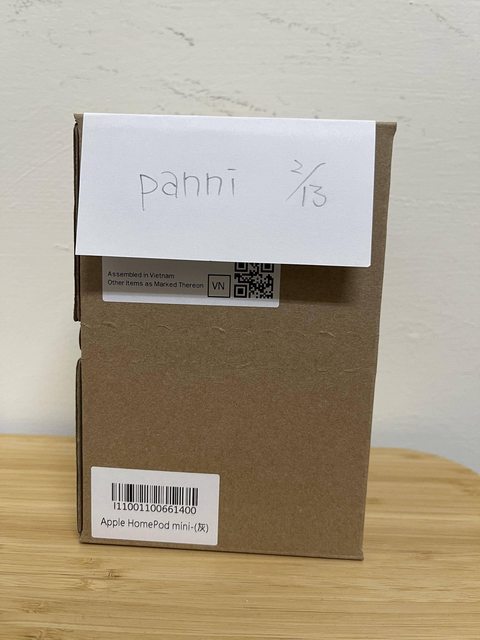 panni 2/13
Assembled in Vietnam
Other Items as Marked Thereon
VN
I11001100661400
Apple HomePod mini-(灰)